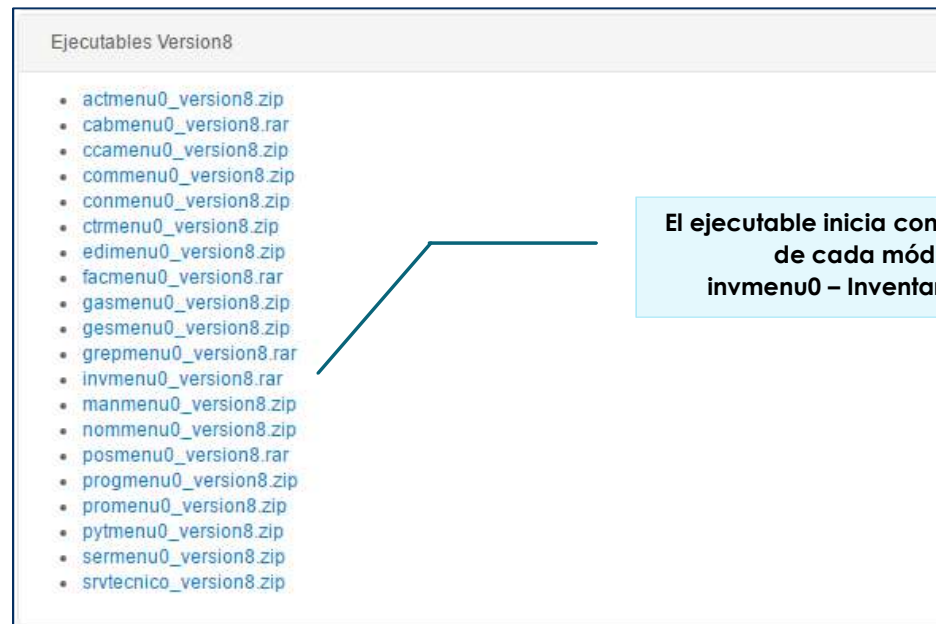 Ejecutables Version8
actmenu0_version8.zip
cabmenu0_version8.rar
ccamenu0_version8.zip
commenu0_version8.zip
conmenu0_version8.zip
ctrmenu0_version8.zip
edimenu0_version8.zip
facmenu0_version8.rar
gasmenu0_version8.zip
gesmenu0_version8.zip
grepmenu0_version8.rar
invmenu0_version8.rar
manmenu0_version8.zip
nommenu0_version8.zip
posmenu0_version8.rar
progmenu0_version8.zip
promenu0_version8.zip
pytmenu0_version8.zip
sermenu0_version8.zip
srvtecnico_version8.zip
El ejecutable inicia con
de cada
invmenu0 –